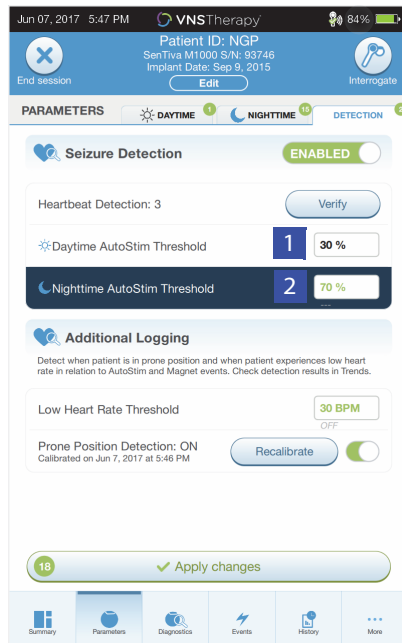 Jun 07, 2017 5:47 PM VNSTherapy 84%
Patient ID: NGP
SenTiva M1000 S/N: 93746
Implant Date: Sep 9, 2015
End session Edit Interrogate
PARAMETERS DAYTIME 1 NIGHTTIME 15 DETECTION 2
Seizure Detection ENABLED
Heartbeat Detection: 3 Verify
Daytime AutoStim Threshold 1 30 %
Nighttime AutoStim Threshold 2 70 %
---
Additional Logging
Detect when patient is in prone position and when patient experiences low heart
rate in relation to AutoStim and Magnet events. Check detection results in Trends.
Low Heart Rate Threshold 30 BPM
OFF
Prone Position Detection: ON
Calibrated on Jun 7, 2017 at 5:46 PM Recalibrate
18 Apply changes
Summary Parameters Diagnostics Events History More